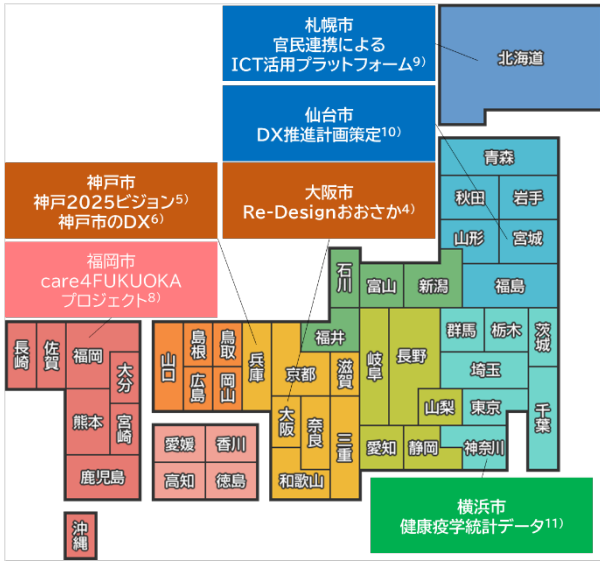 札幌市
官民連携による
ICT活用プラットフォーム9)
北海道
仙台市
DX推進計画策定10)
神戸市
神戸2025ビジョン5)
神戸市のDX6)
大阪市
Re-Designおおさか4)
福岡市
care4FUKUOKA
プロジェクト8)
青森
秋田
岩手
山形
宮城
福島
石川
富山
新潟
福井
群馬
栃木
茨城
埼玉
千葉
東京
神奈川
山梨
長野
岐阜
愛知
静岡
滋賀
京都
兵庫
大阪
奈良
三重
和歌山
鳥取
島根
岡山
広島
山口
愛媛
香川
高知
徳島
長崎
佐賀
福岡
大分
熊本
宮崎
鹿児島
沖縄
横浜市
健康疫学統計データ11)